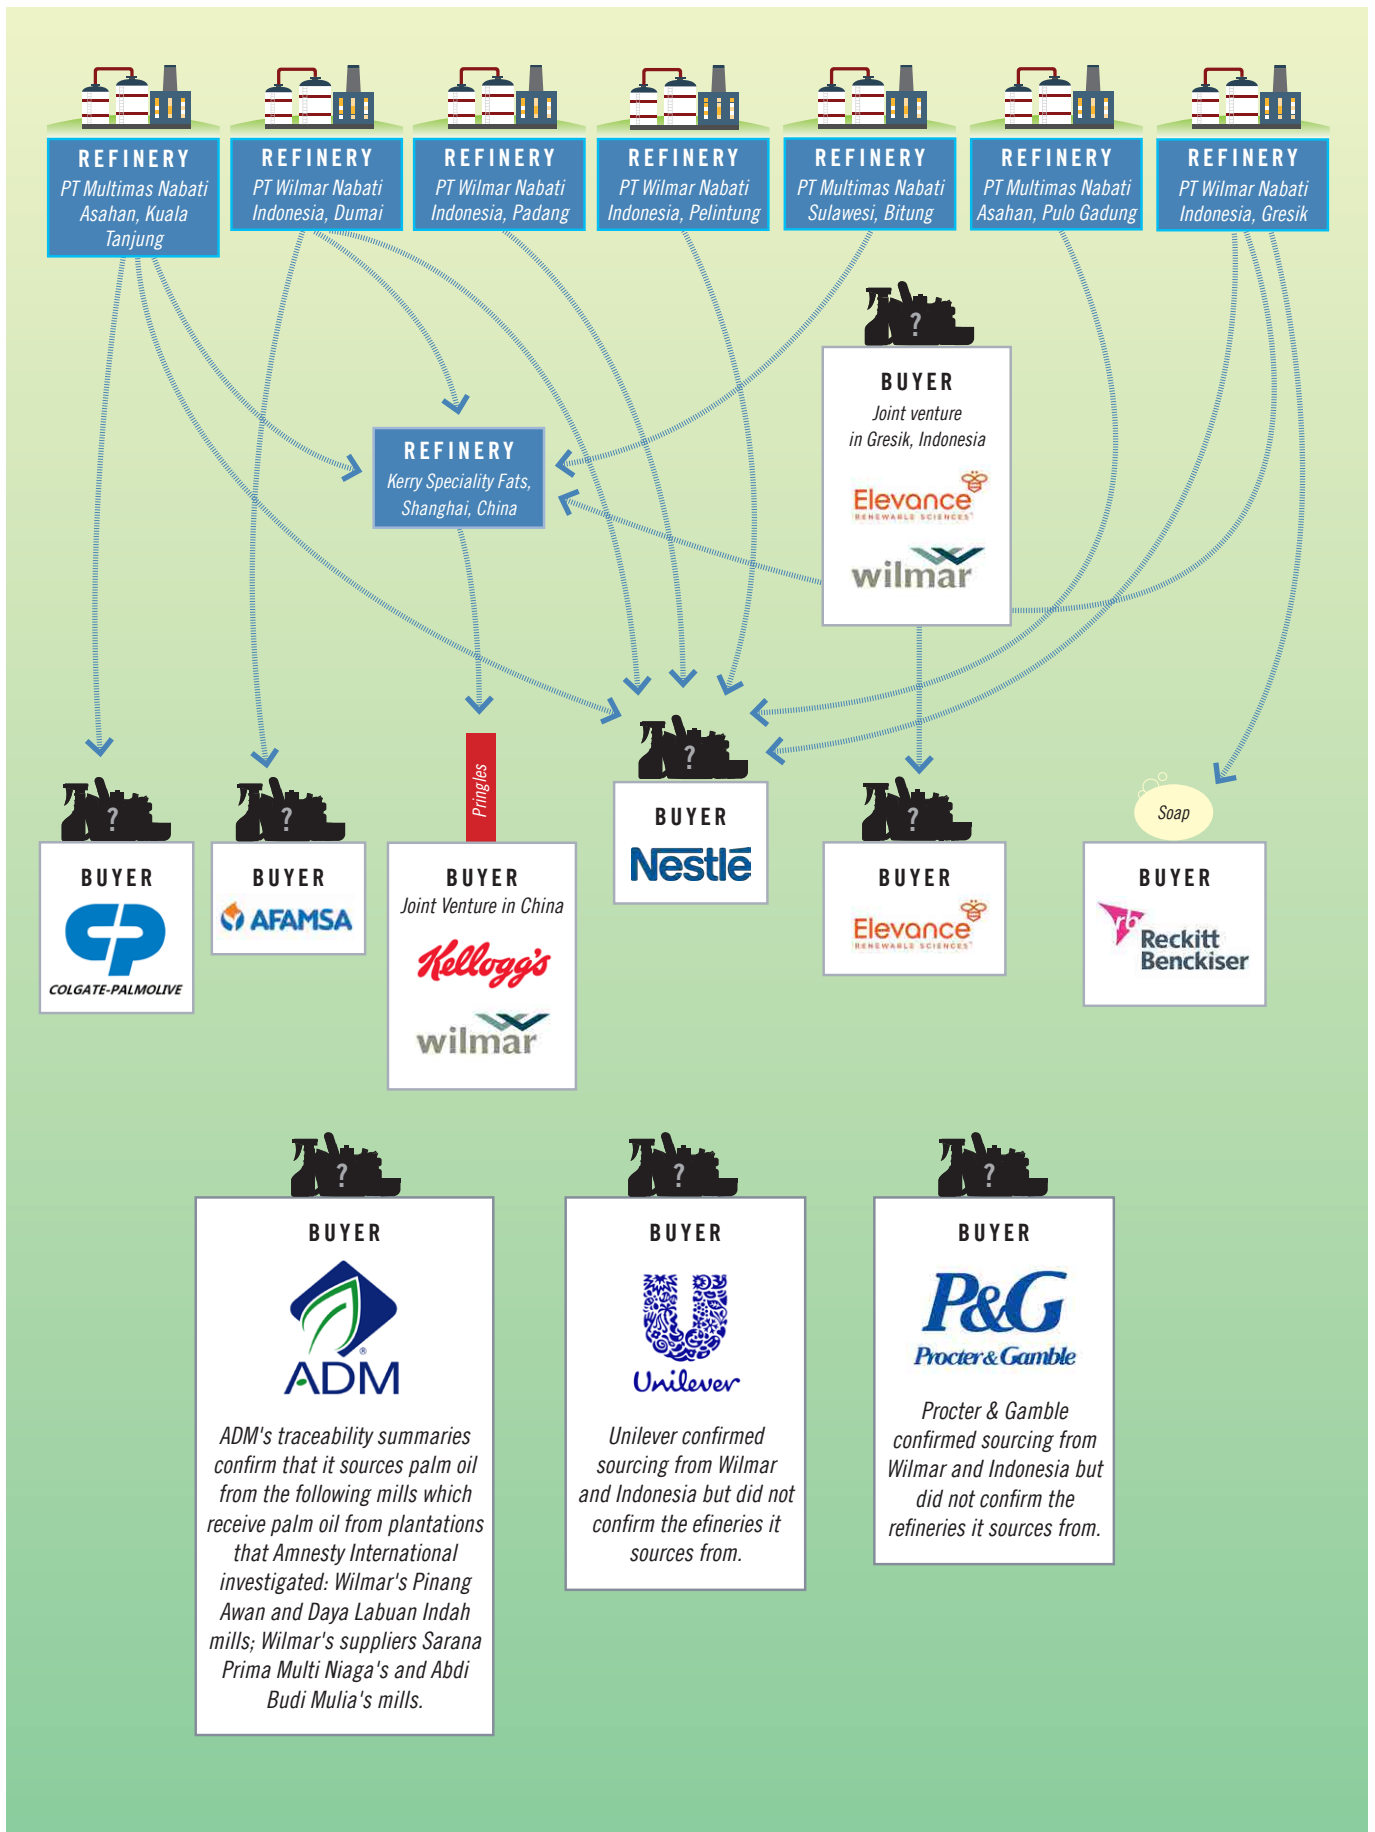 REFINERY
PT Multimas Nabati
Asahan, Kuala
Tanjung
REFINERY
PT Wilmar Nabati
Indonesia, Dumai
REFINERY
PT Wilmar Nabati
Indonesia, Padang
REFINERY
PT Wilmar Nabati
Indonesia, Pelintung
REFINERY
PT Multimas Nabati
Sulawesi, Bitung
REFINERY
PT Multimas Nabati
Asahan, Pulo Gadung
REFINERY
PT Wilmar Nabati
Indonesia, Gresik
?
BUYER
Joint venture
in Gresik, Indonesia
Elevance
RENEWABLE SCIENCES
wilmar
REFINERY
Kerry Speciality Fats,
Shanghai, China
?
BUYER
COLGATE-PALMOLIVE
?
BUYER
AFAMSA
Pringles
BUYER
Joint Venture in China
Kellogg's
wilmar
?
BUYER
Nestlé
?
BUYER
Elevance
RENEWABLE SCIENCES
Soap
BUYER
rb
Reckitt
Benckiser
?
BUYER
ADM
®
ADM's traceability summaries
confirm that it sources palm oil
from the following mills which
receive palm oil from plantations
that Amnesty International
investigated: Wilmar's Pinang
Awan and Daya Labuan Indah
mills; Wilmar's suppliers Sarana
Prima Multi Niaga's and Abdi
Budi Mulia's mills.
?
BUYER
Unilever
Unilever confirmed
sourcing from Wilmar
and Indonesia but did not
confirm the efineries it
sources from.
?
BUYER
P&G
Procter & Gamble
Procter & Gamble
confirmed sourcing from
Wilmar and Indonesia but
did not confirm the
refineries it sources from.